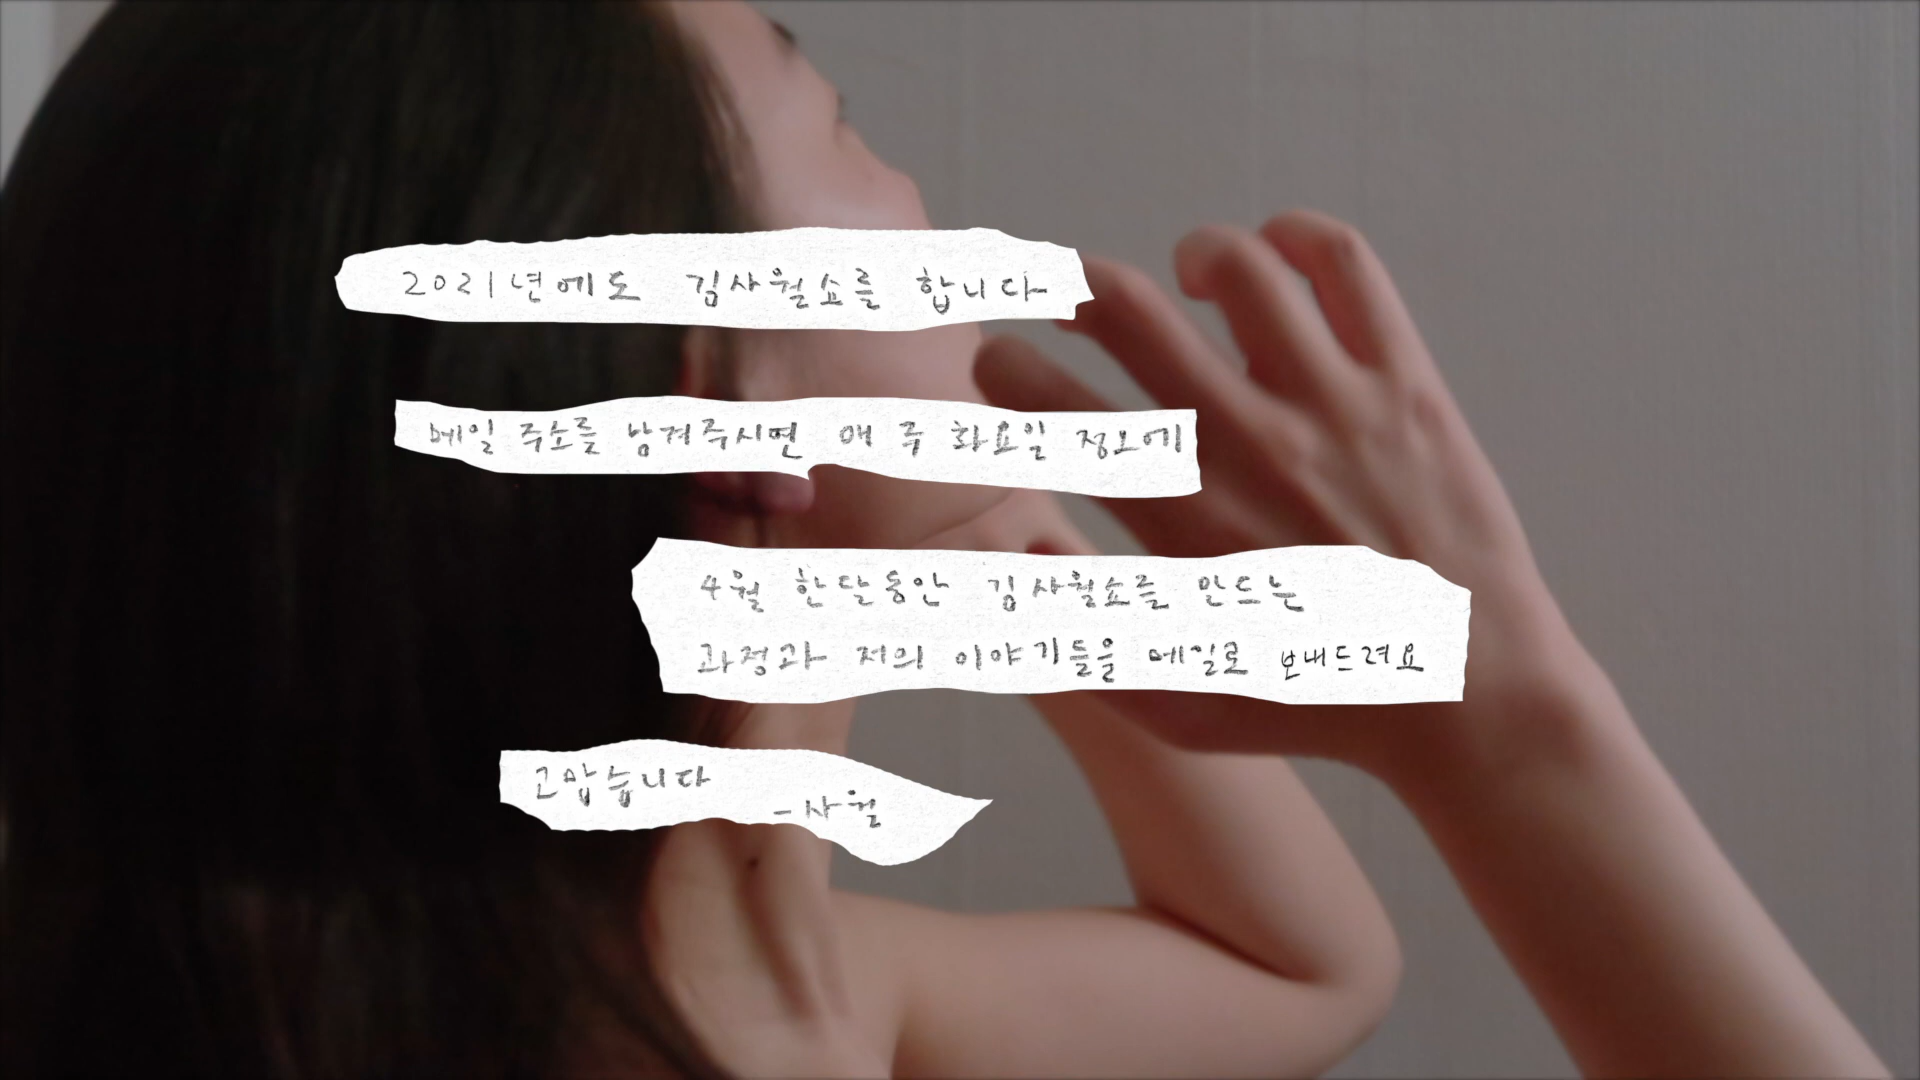 2021년에도 김사월쇼를 합니다
메일 주소를 남겨주시면 매 주 화요일 정오에
4월 한달동안 김사월쇼를 만드는
과정과 저의 이야기들을 메일로 보내드려요
고맙습니다
-사월